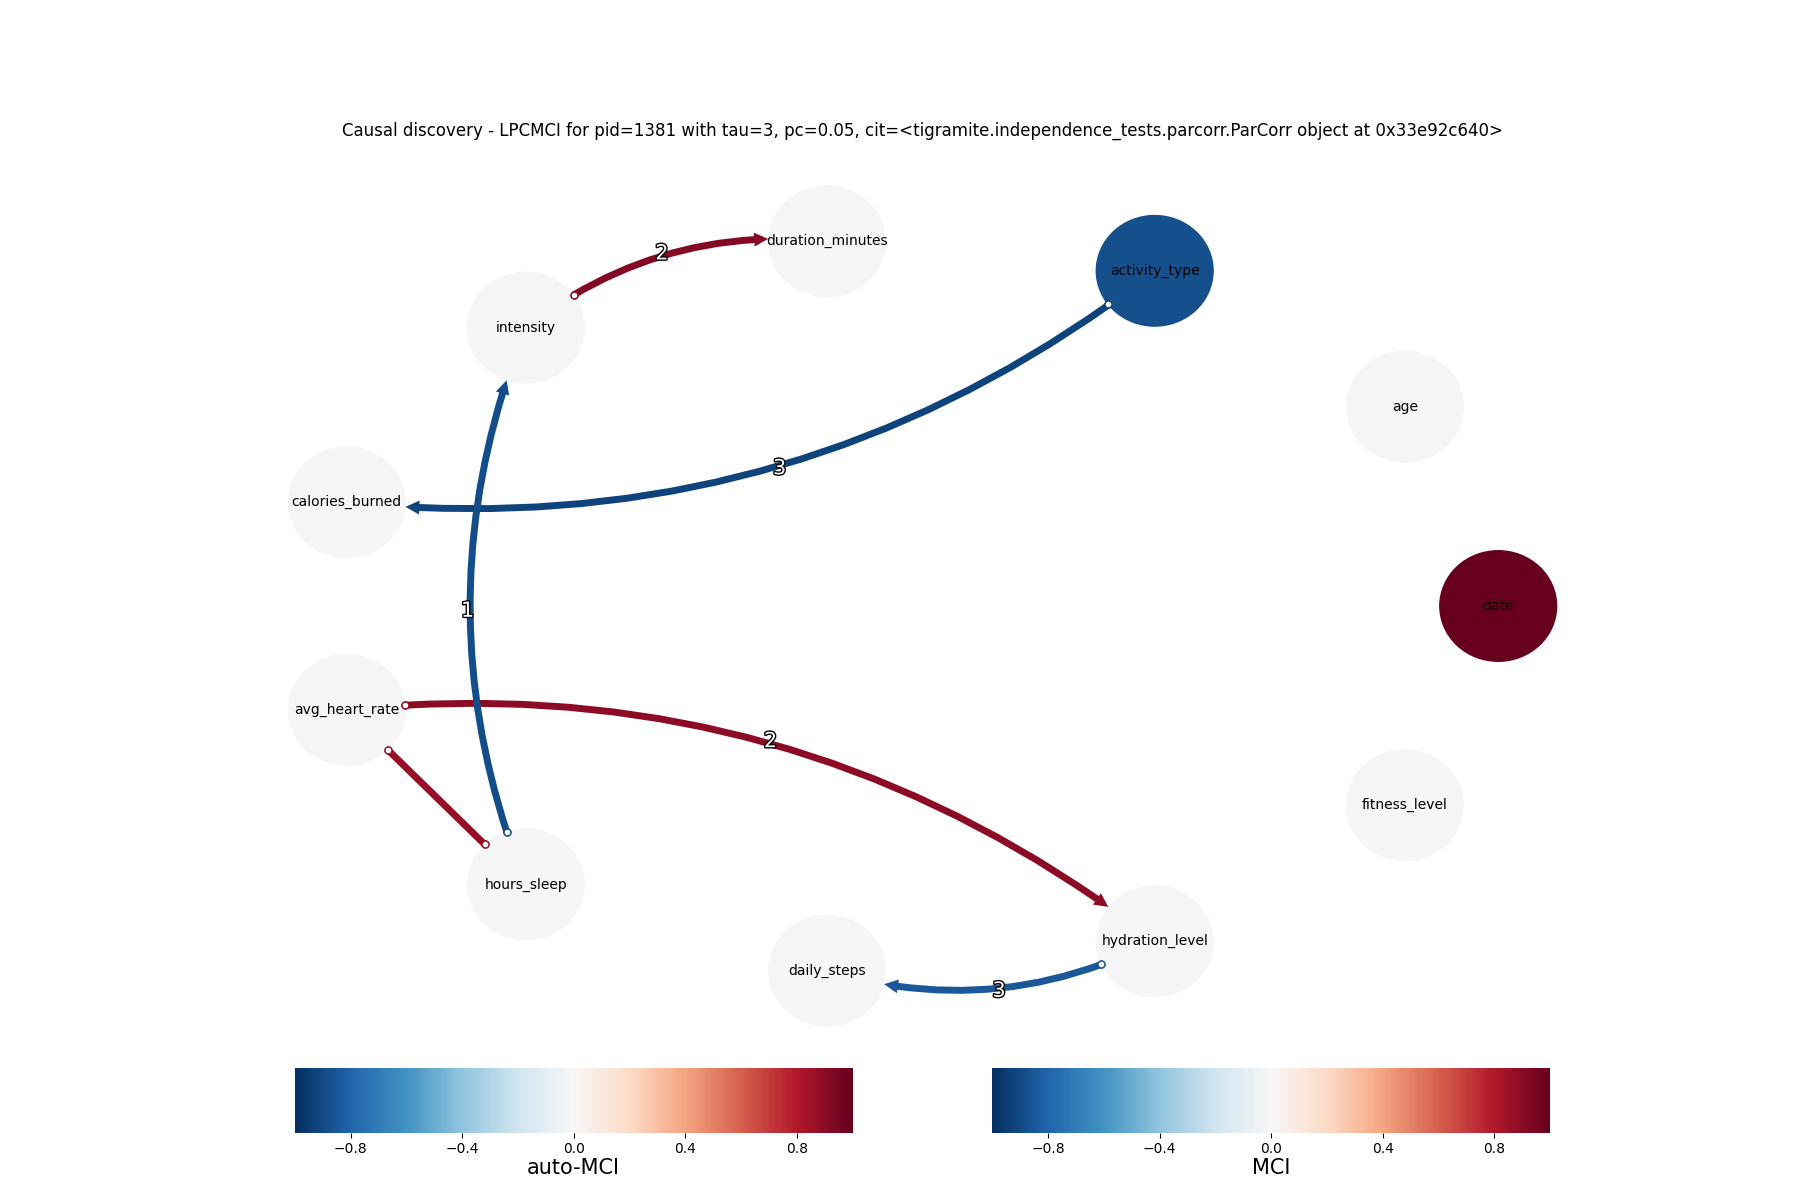 Causal discovery - LPCMCI for pid=1381 with tau=3, pc=0.05, cit=<tigramite.independence_tests.parcorr.ParCorr object at 0x33e92c640>
duration_minutes
2
activity_type
intensity
age
3
calories_burned
date
1
avg_heart_rate
2
fitness_level
hours_sleep
hydration_level
daily_steps
3
−0.8 −0.4 0.0 0.4 0.8
auto-MCI
−0.8 −0.4 0.0 0.4 0.8
MCI